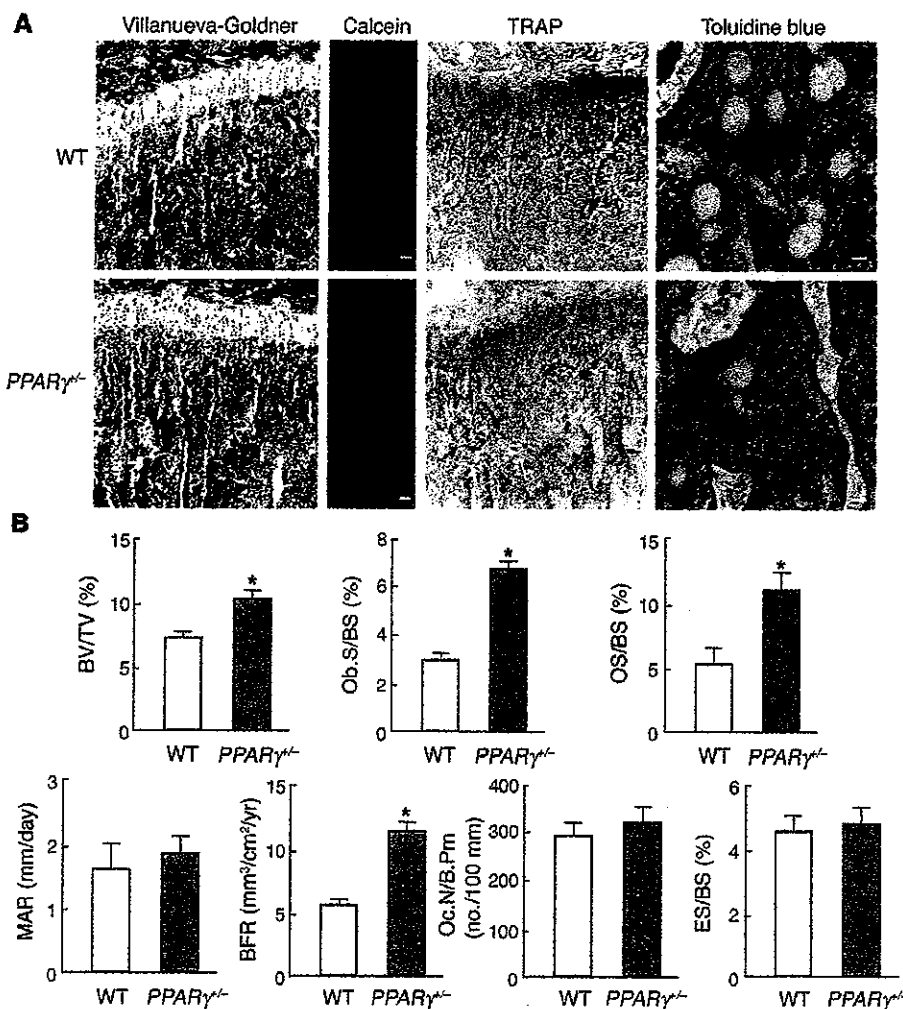 A
Villanueva-Goldner Calcein TRAP Toluidine blue
WT
PPARγ+/–
B
BV/TV (%)
15
10
5
0
WT PPARγ+/–
*
Ob.S/BS (%)
8
6
4
2
0
WT PPARγ+/–
*
OS/BS (%)
15
10
5
0
WT PPARγ+/–
*
MAR (mm/day)
3
2
1
0
WT PPARγ+/–
BFR (mm³/cm²/yr)
15
10
5
0
WT PPARγ+/–
*
Oc.N/B.Pm
(no./100 mm)
400
300
200
100
0
WT PPARγ+/–
ES/BS (%)
6
4
2
0
WT PPARγ+/–